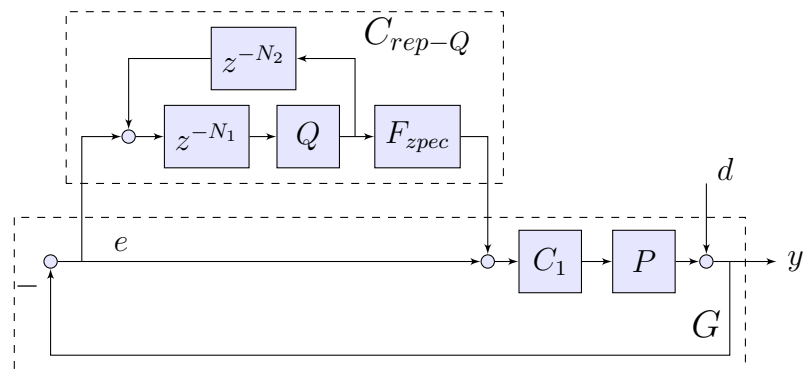 C_{rep-Q}
z^{-N_2}
z^{-N_1}
Q
F_{zpec}
d
e
C_1
P
y
−
G